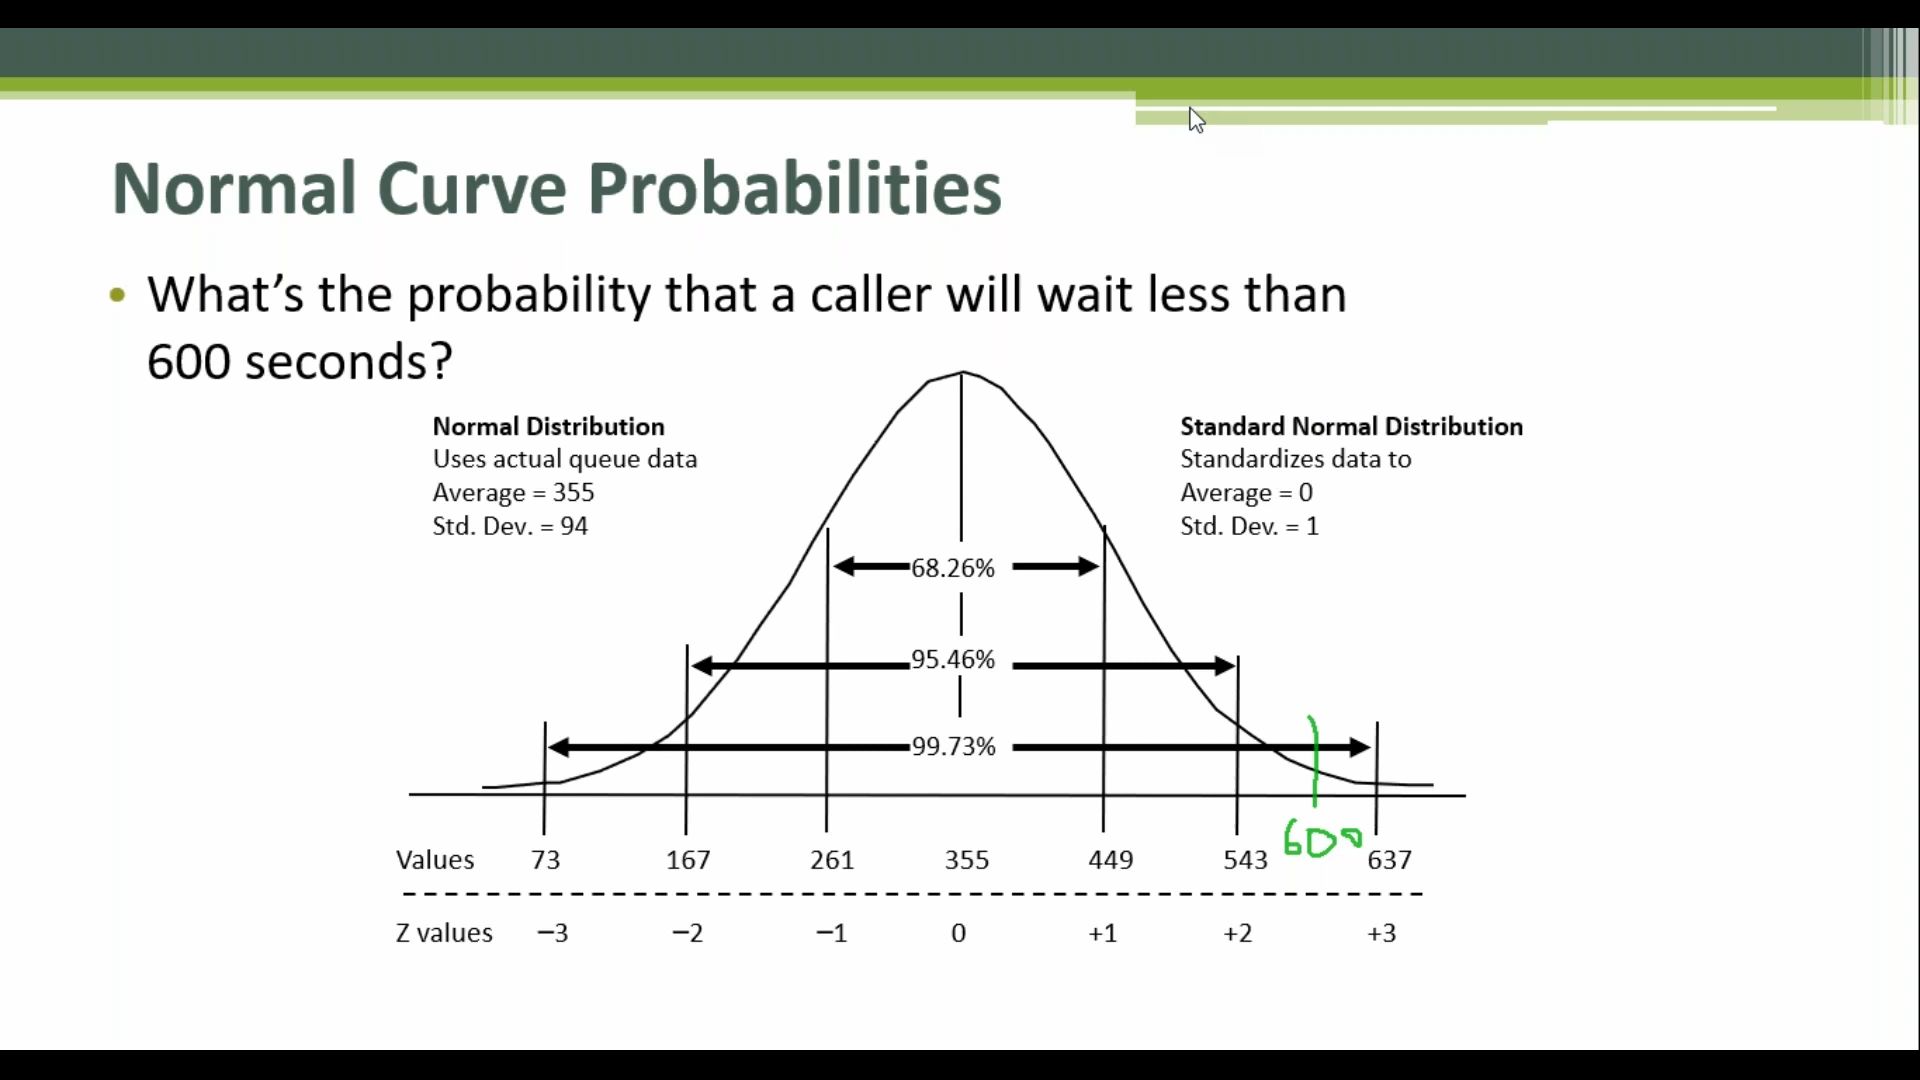 Normal Curve Probabilities
• What's the probability that a caller will wait less than
600 seconds?
Normal Distribution
Uses actual queue data
Average = 355
Std. Dev. = 94
Standard Normal Distribution
Standardizes data to
Average = 0
Std. Dev. = 1
68.26%
95.46%
99.73%
600
Values 73 167 261 355 449 543 637
Z values −3 −2 −1 0 +1 +2 +3